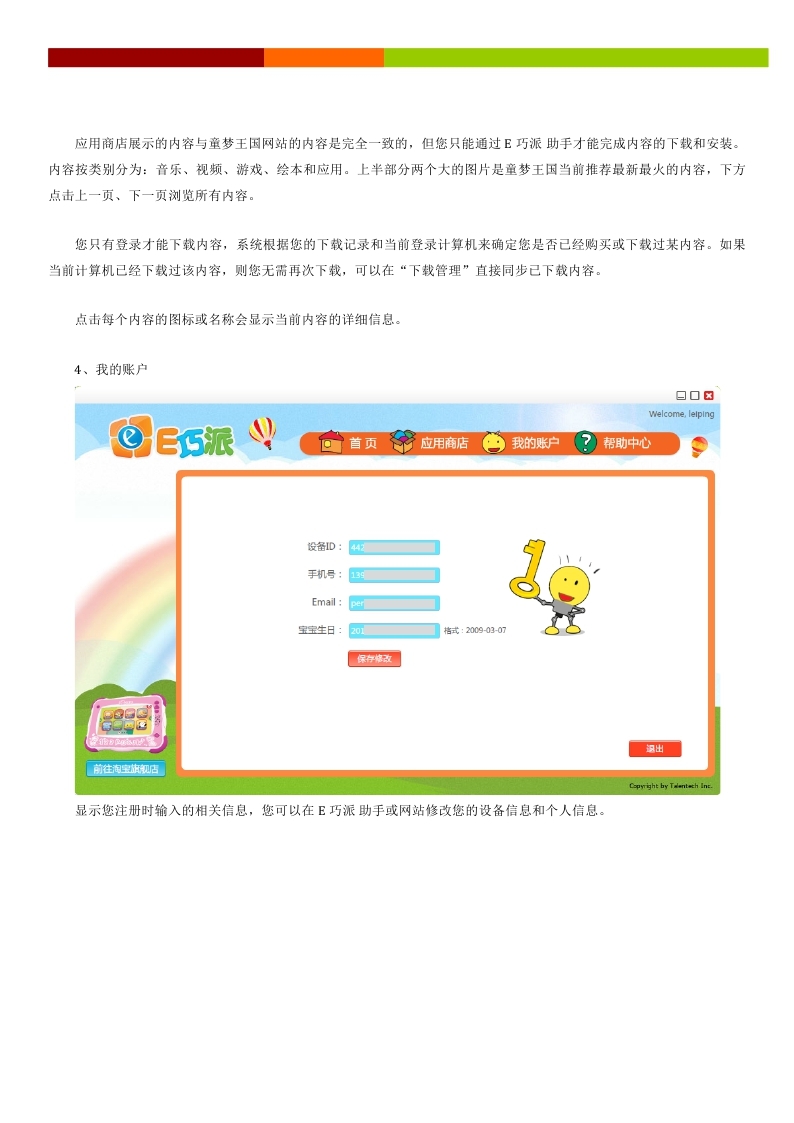 应用商店展示的内容与童梦王国网站的内容是完全一致的，但您只能通过 E 巧派 助手才能完成内容的下载和安装。
内容按类别分为：音乐、视频、游戏、绘本和应用。上半部分两个大的图片是童梦王国当前推荐最新最火的内容，下方
点击上一页、下一页浏览所有内容。
您只有登录才能下载内容，系统根据您的下载记录和当前登录计算机来确定您是否已经购买或下载过某内容。如果
当前计算机已经下载过该内容，则您无需再次下载，可以在“下载管理”直接同步已下载内容。
点击每个内容的图标或名称会显示当前内容的详细信息。
4、我的账户
Welcome, leiping
e E巧派
首 页 应用商店 我的账户 ? 帮助中心
设备ID： 442
手机号： 139
Email： per
宝宝生日： 201 格式：2009-03-07
保存修改
退出
前往淘宝旗舰店
Copyright by Talentech Inc.
显示您注册时输入的相关信息，您可以在 E 巧派 助手或网站修改您的设备信息和个人信息。